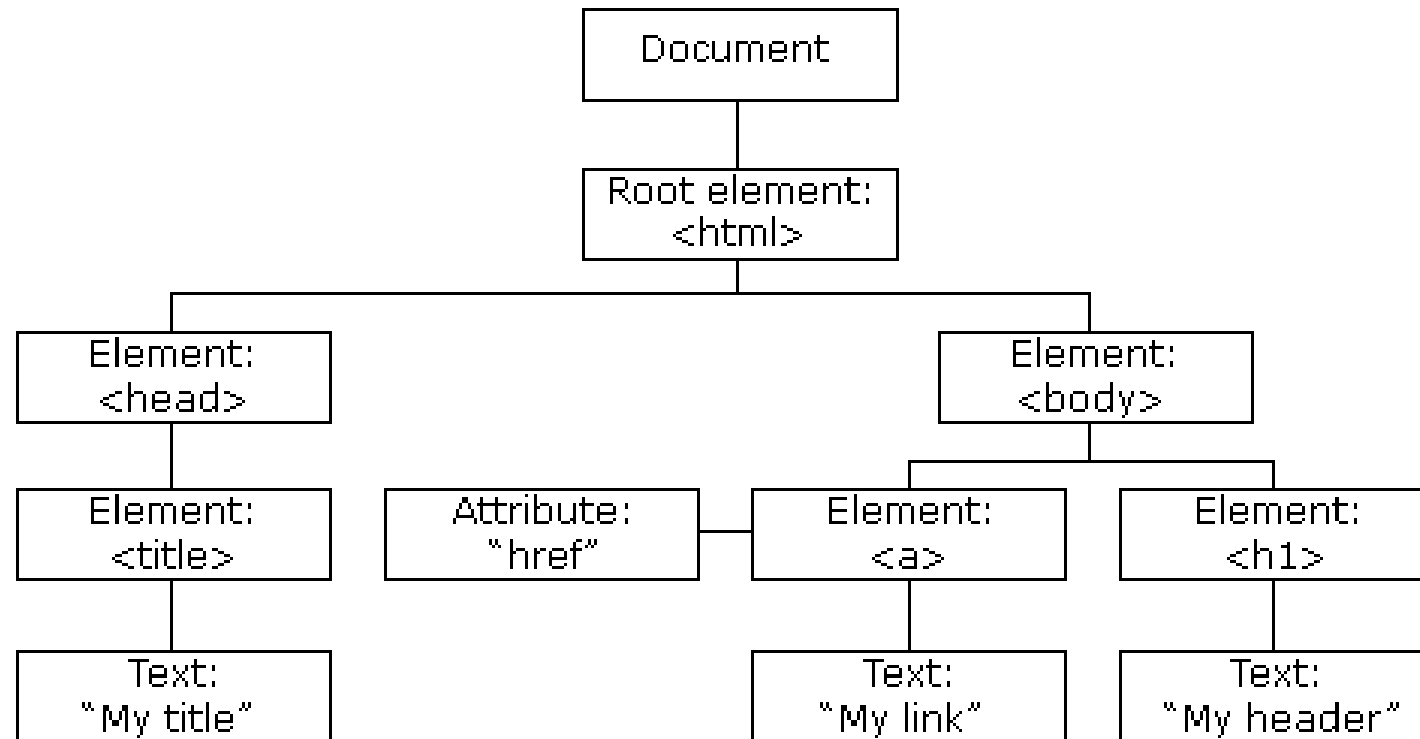 Document
Root element:
<html>
Element:
<head>
Element:
<body>
Element:
<title>
Attribute:
“href”
Element:
<a>
Element:
<h1>
Text:
“My title”
Text:
“My link”
Text:
“My header”